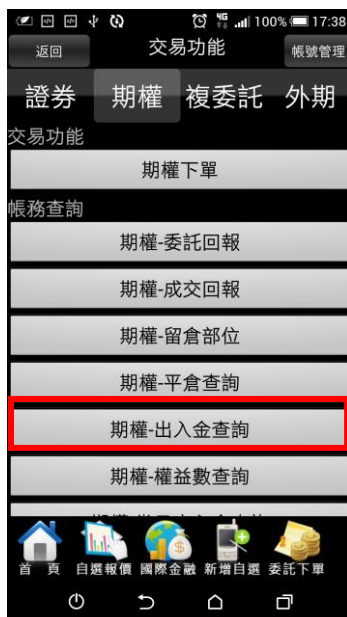 4G 100% 17:38
返回 交易功能 帳號管理
證券 期權 複委託 外期
交易功能
期權下單
帳務查詢
期權-委託回報
期權-成交回報
期權-留倉部位
期權-平倉查詢
期權-出入金查詢
期權-權益數查詢
首 頁 自選報價 國際金融 新增自選 委託下單